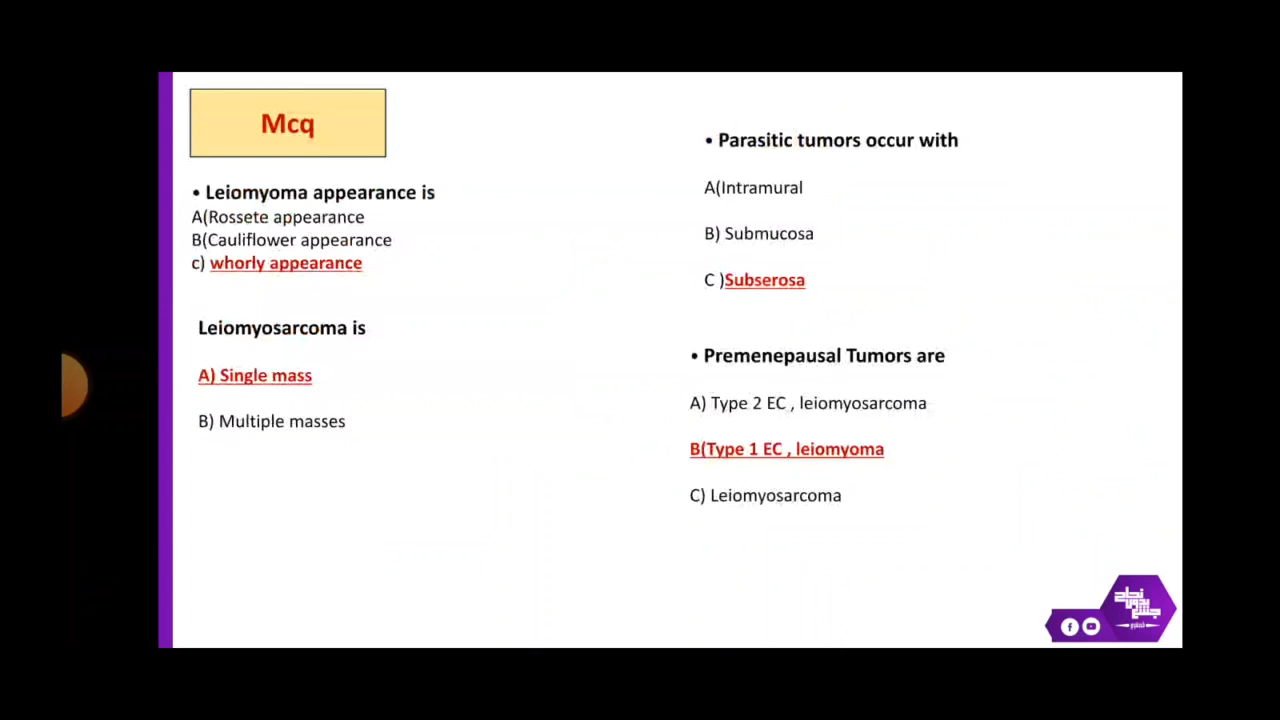 Mcq
• Leiomyoma appearance is
A(Rossete appearance
B(Cauliflower appearance
c) whorly appearance
Leiomyosarcoma is
A) Single mass
B) Multiple masses
• Parasitic tumors occur with
A(Intramural
B) Submucosa
C )Subserosa
• Premenepausal Tumors are
A) Type 2 EC , leiomyosarcoma
B(Type 1 EC , leiomyoma
C) Leiomyosarcoma